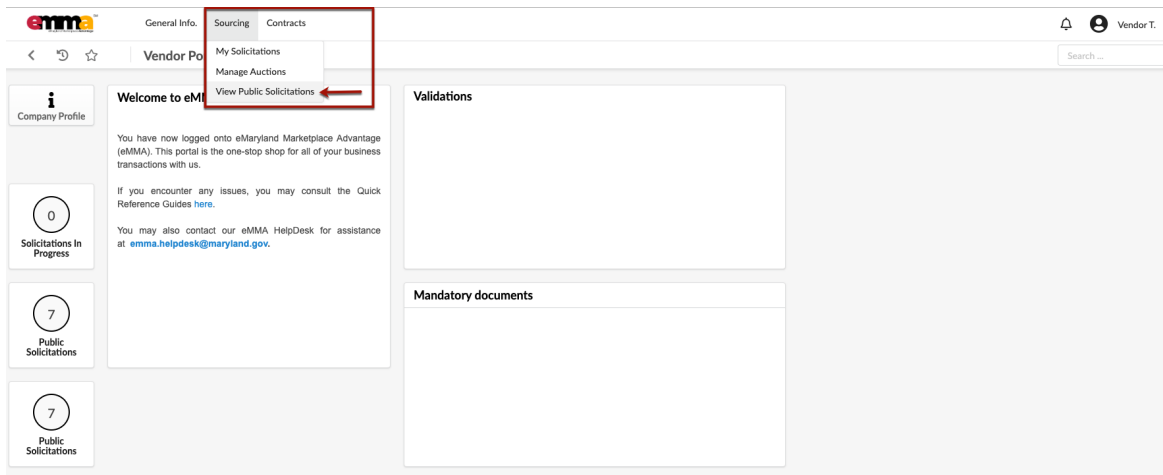 emma
General Info.
Sourcing
Contracts
Vendor T.
My Solicitations
Manage Auctions
View Public Solicitations
Vendor Po
Search ...
Company Profile
Welcome to eM
You have now logged onto eMaryland Marketplace Advantage
(eMMA). This portal is the one-stop shop for all of your business
transactions with us.
If you encounter any issues, you may consult the Quick
Reference Guides here.
You may also contact our eMMA HelpDesk for assistance
at emma.helpdesk@maryland.gov.
Validations
Mandatory documents
0
Solicitations In
Progress
7
Public
Solicitations
7
Public
Solicitations